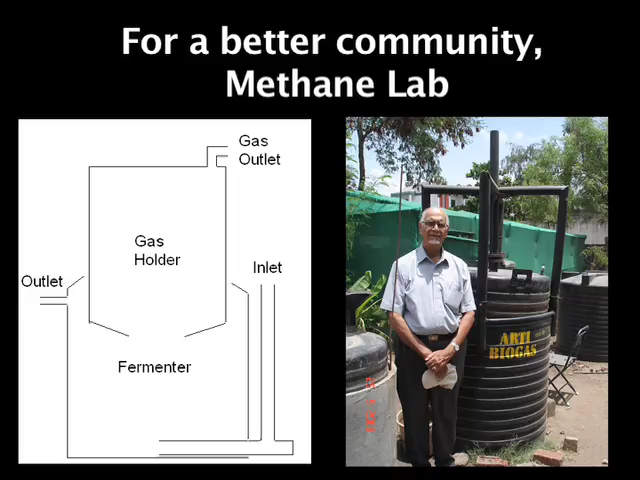 For a better community,
Methane Lab
Gas
Outlet
Gas
Holder
Inlet
Outlet
Fermenter
ARTI
BIOGAS